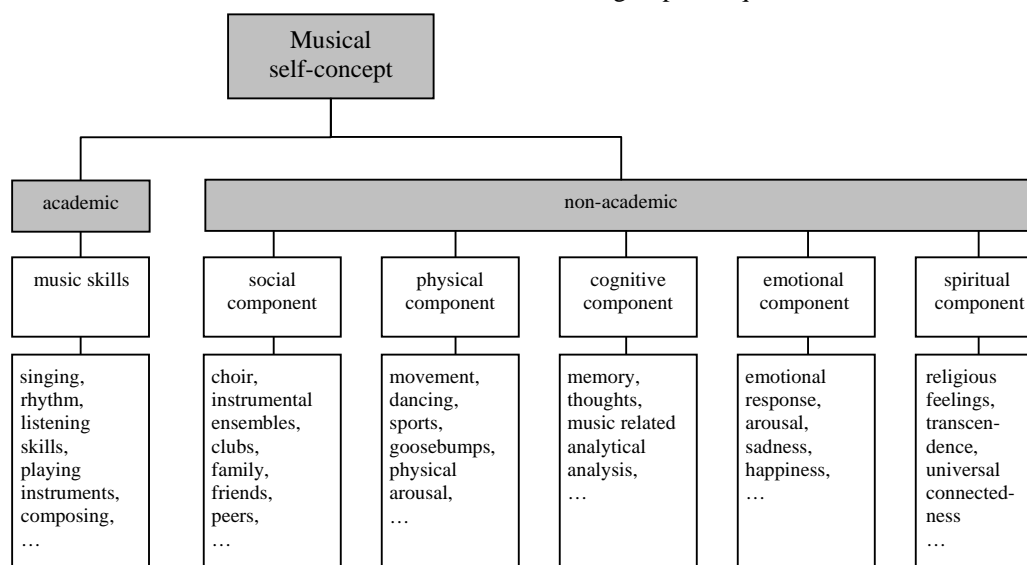 Musical
self-concept
academic
non-academic
music skills
social
component
physical
component
cognitive
component
emotional
component
spiritual
component
singing,
rhythm,
listening
skills,
playing
instruments,
composing,
…
choir,
instrumental
ensembles,
clubs,
family,
friends,
peers,
…
movement,
dancing,
sports,
goosebumps,
physical
arousal,
…
memory,
thoughts,
music related
analytical
analysis,
…
emotional
response,
arousal,
sadness,
happiness,
…
religious
feelings,
transcen-
dence,
universal
connected-
ness
…